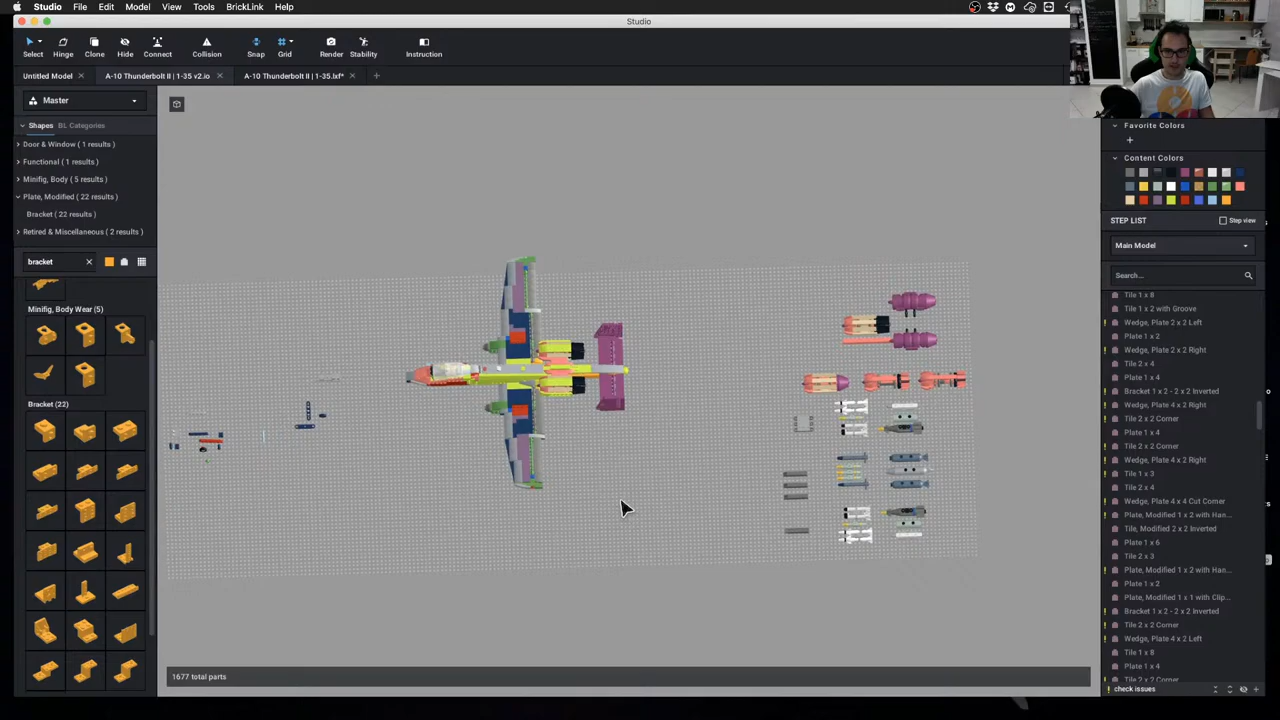 Studio File Edit Model View Tools BrickLink Help
Studio
Select Hinge Clone Hide Connect Collision Snap Grid Render Stability Instruction
Untitled Model A-10 Thunderbolt II | 1-35 v2.io A-10 Thunderbolt II | 1-35.lxf*
Master
Shapes BL Categories
Door & Window ( 1 results )
Functional ( 1 results )
Minifig, Body ( 5 results )
Plate, Modified ( 22 results )
Bracket ( 22 results )
Retired & Miscellaneous ( 2 results )
bracket
Minifig, Body Wear (5)
Bracket (22)
1677 total parts
Favorite Colors
Content Colors
STEP LIST Step view
Main Model
Search...
Tile 1 x 8
Tile 1 x 2 with Groove
Wedge, Plate 2 x 2 Left
Plate 1 x 2
Wedge, Plate 2 x 2 Right
Tile 2 x 4
Plate 1 x 4
Bracket 1 x 2 - 2 x 2 Inverted
Wedge, Plate 4 x 2 Right
Tile 2 x 2 Corner
Plate 1 x 4
Tile 2 x 2 Corner
Wedge, Plate 4 x 2 Right
Tile 1 x 3
Tile 2 x 4
Wedge, Plate 4 x 4 Cut Corner
Plate, Modified 1 x 2 with Han...
Tile, Modified 2 x 2 Inverted
Plate 1 x 6
Tile 2 x 3
Plate, Modified 1 x 2 with Han...
Plate 1 x 2
Plate, Modified 1 x 1 with Clip...
Bracket 1 x 2 - 2 x 2 Inverted
Tile 2 x 2 Corner
Wedge, Plate 4 x 2 Left
Tile 1 x 8
Plate 1 x 4
Tile 2 x 2 Corner
check issues